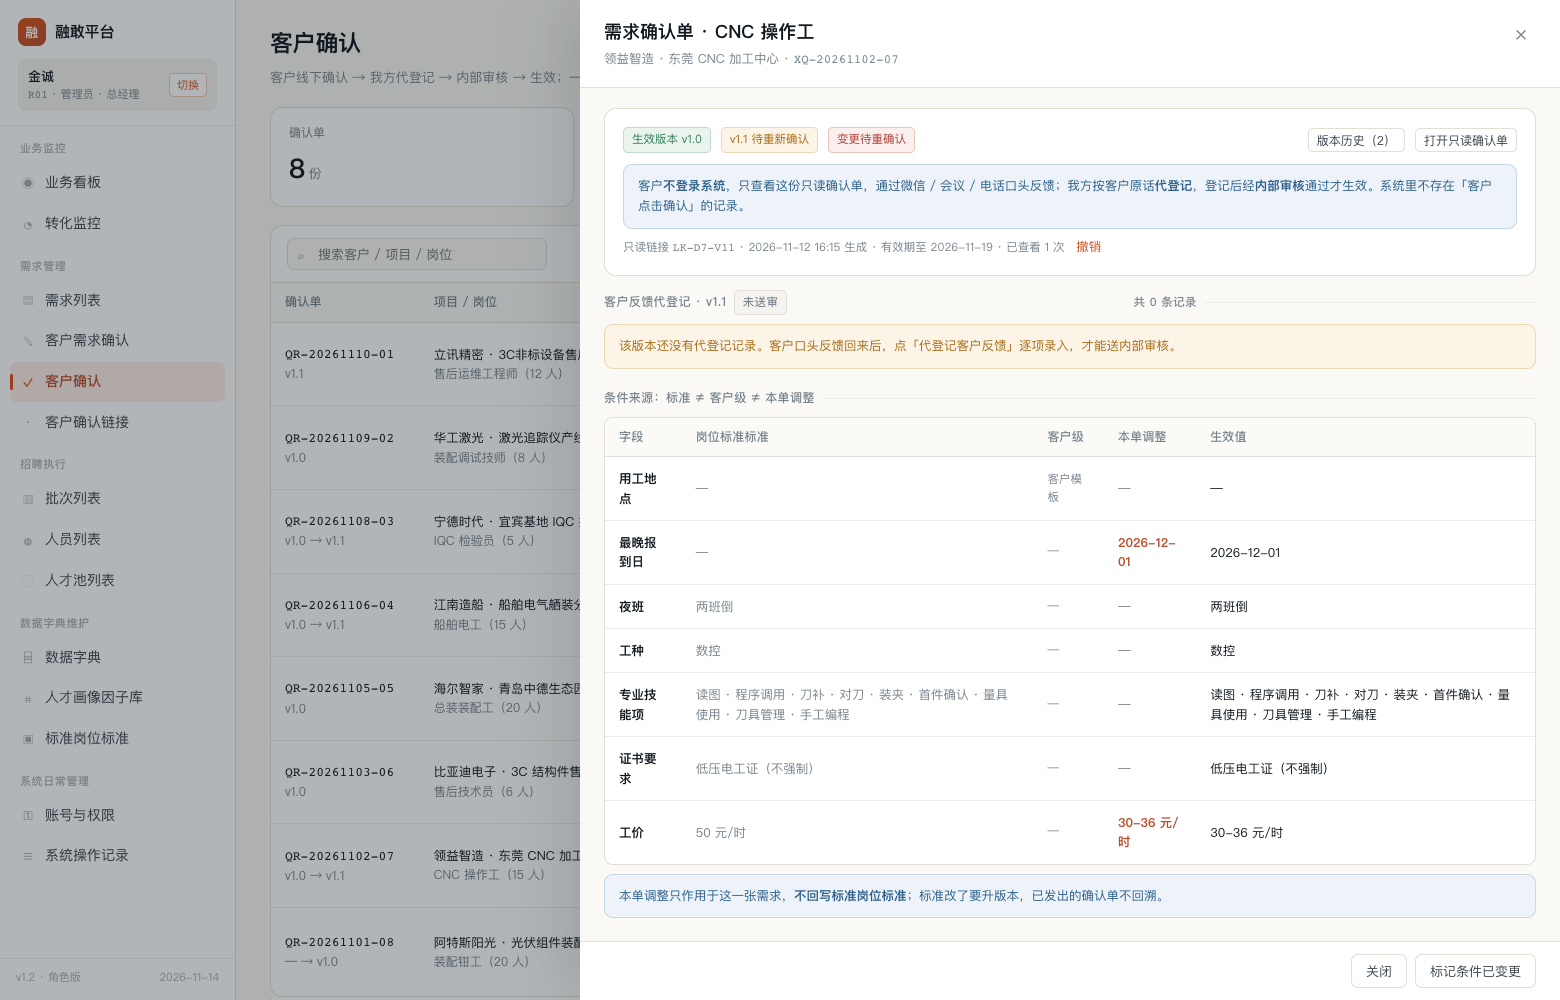 融 融敢平台
金诚
R01 · 管理员 · 总经理
切换
业务监控
业务看板
转化监控
需求管理
需求列表
客户需求确认
客户确认
客户确认链接
招聘执行
批次列表
人员列表
人才池列表
数据字典维护
数据字典
人才画像因子库
标准岗位标准
系统日常管理
账号与权限
系统操作记录
v1.2 · 角色版 2026-11-14
客户确认
客户线下确认 → 我方代登记 → 内部审核 → 生效；一
确认单
8 份
搜索客户 / 项目 / 岗位
确认单 项目 / 岗位
QR-20261110-01 立讯精密 · 3C非标设备售
v1.1 售后运维工程师（12 人）
QR-20261109-02 华工激光 · 激光追踪仪产线
v1.0 装配调试技师（8 人）
QR-20261108-03 宁德时代 · 宜宾基地 IQC
v1.0 → v1.1 IQC 检验员（5 人）
QR-20261106-04 江南造船 · 船舶电气舾装分
v1.0 → v1.1 船舶电工（15 人）
QR-20261105-05 海尔智家 · 青岛中德生态园
v1.0 总装装配工（20 人）
QR-20261103-06 比亚迪电子 · 3C 结构件售
v1.0 售后技术员（6 人）
QR-20261102-07 领益智造 · 东莞 CNC 加工
v1.0 → v1.1 CNC 操作工（15 人）
QR-20261101-08 阿特斯阳光 · 光伏组件装配
— → v1.0 装配钳工（20 人）
需求确认单 · CNC 操作工
领益智造 · 东莞 CNC 加工中心 · XQ-20261102-07
×
生效版本 v1.0 v1.1 待重新确认 变更待重确认 版本历史（2） 打开只读确认单
客户不登录系统，只查看这份只读确认单，通过微信 / 会议 / 电话口头反馈；我方按客户原话代登记，登记后经内部审核通过才生效。系统里不存在「客户
点击确认」的记录。
只读链接 LK-D7-V11 · 2026-11-12 16:15 生成 · 有效期至 2026-11-19 · 已查看 1 次 撤销
客户反馈代登记 · v1.1 未送审 共 0 条记录
该版本还没有代登记记录。客户口头反馈回来后，点「代登记客户反馈」逐项录入，才能送内部审核。
条件来源：标准 ≠ 客户级 ≠ 本单调整
字段 岗位标准标准 客户级 本单调整 生效值
用工地
点
—
客户模
板
— —
最晚报
到日
— —
2026-12-
01
2026-12-01
夜班 两班倒 — — 两班倒
工种 数控 — — 数控
专业技
能项
读图 · 程序调用 · 刀补 · 对刀 · 装夹 · 首件确认 · 量具
使用 · 刀具管理 · 手工编程
— —
读图 · 程序调用 · 刀补 · 对刀 · 装夹 · 首件确认 · 量
具使用 · 刀具管理 · 手工编程
证书要
求
低压电工证（不强制） — — 低压电工证（不强制）
工价 50 元/时 —
30-36 元/
时
30-36 元/时
本单调整只作用于这一张需求，不回写标准岗位标准；标准改了要升版本，已发出的确认单不回溯。
关闭 标记条件已变更